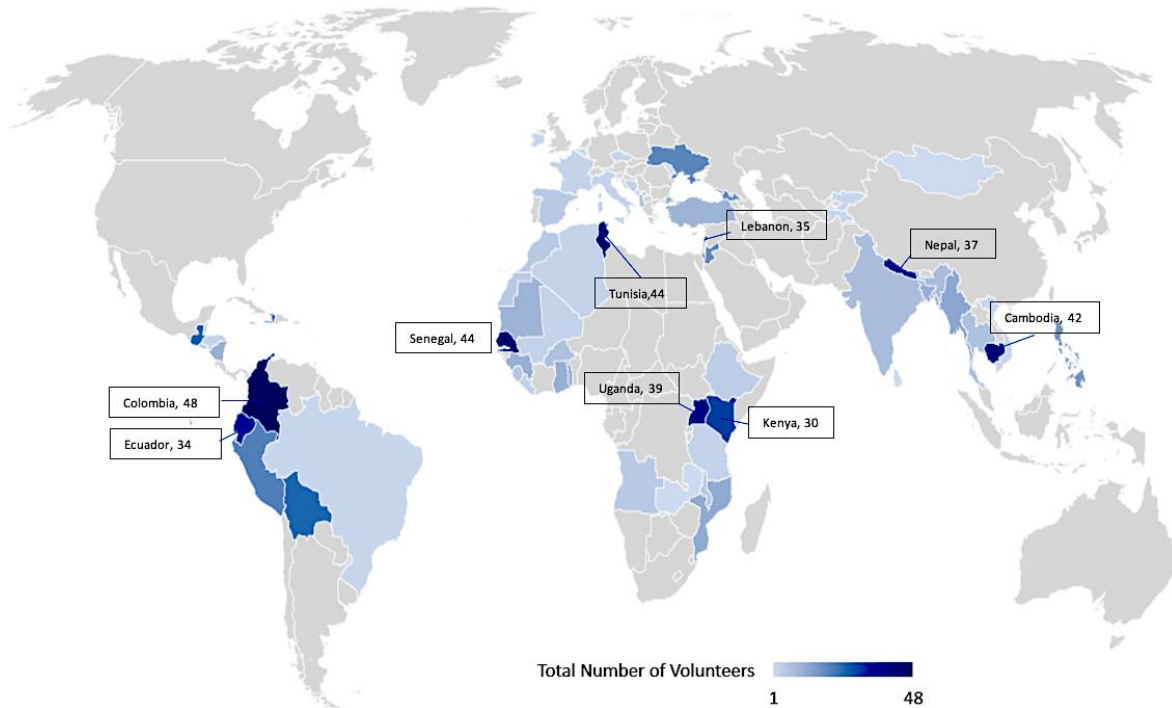 Lebanon, 35
Nepal, 37
Tunisia,44
Cambodia, 42
Senegal, 44
Uganda, 39
Colombia, 48
Kenya, 30
Ecuador, 34
Total Number of Volunteers
1
48